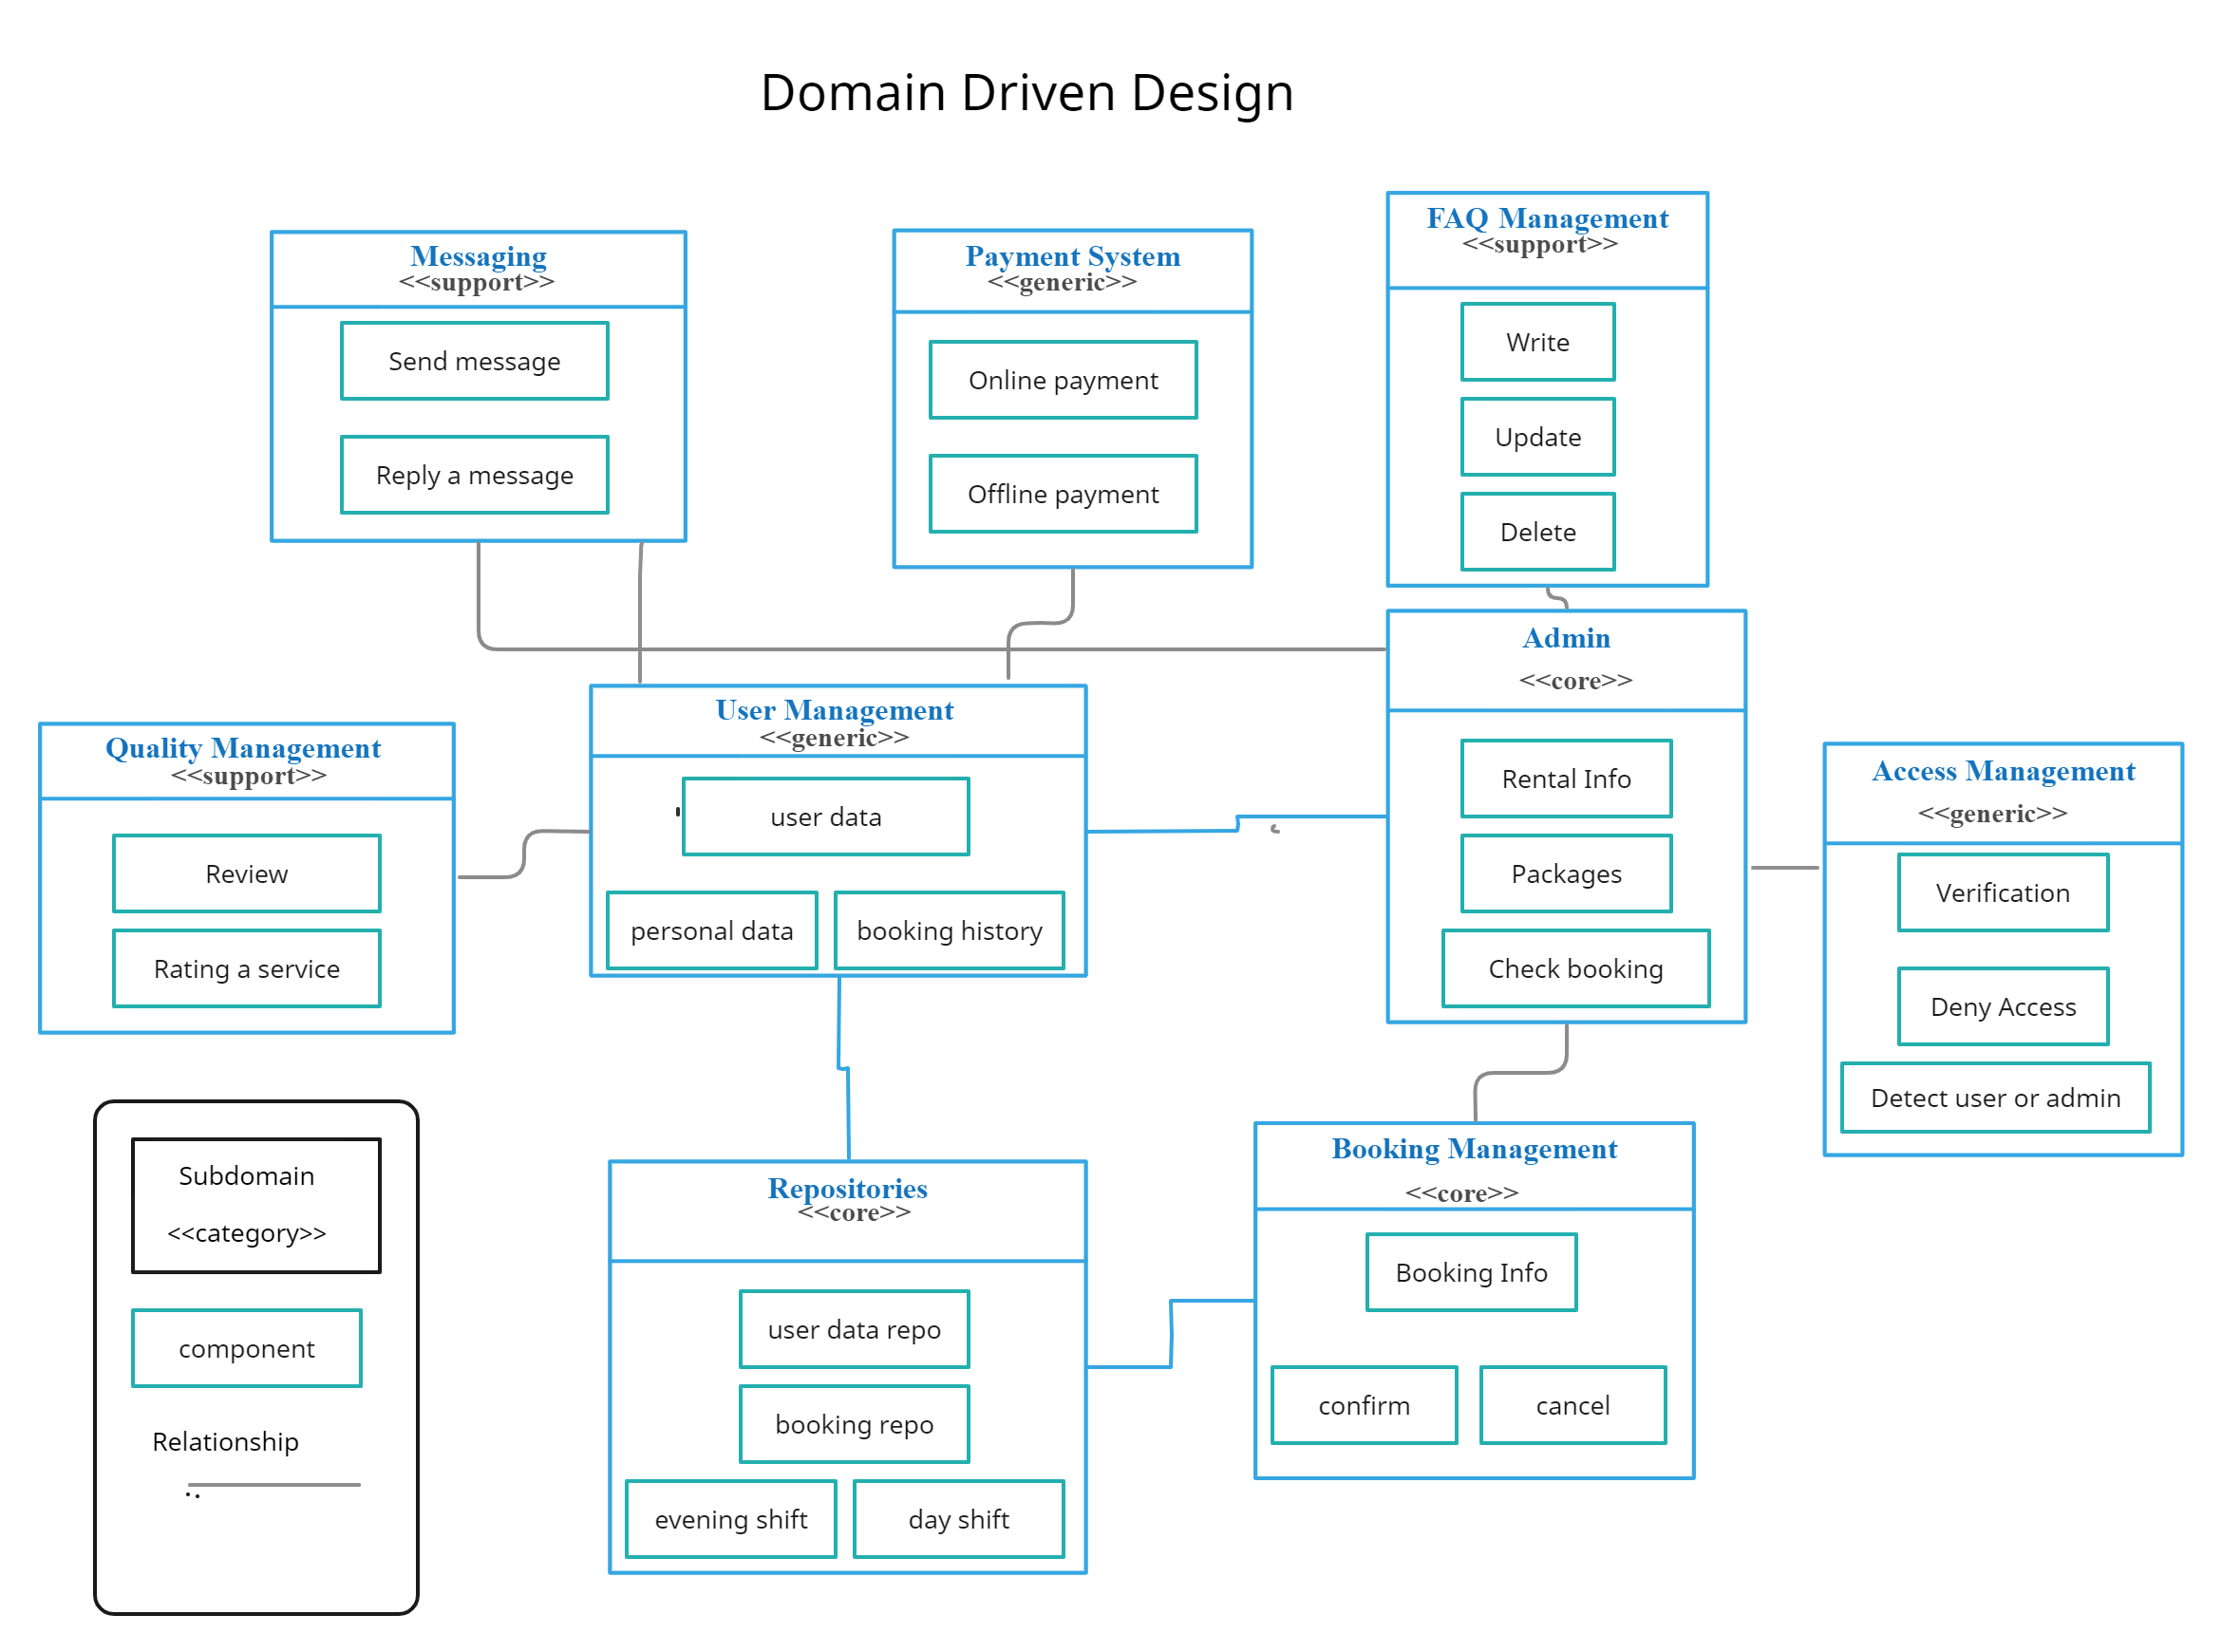 Domain Driven Design
Messaging
<<support>>
Send message
Reply a message
Payment System
<<generic>>
Online payment
Offline payment
FAQ Management
<<support>>
Write
Update
Delete
Admin
<<core>>
Rental Info
Packages
Check booking
User Management
<<generic>>
user data
personal data
booking history
Quality Management
<<support>>
Review
Rating a service
Access Management
<<generic>>
Verification
Deny Access
Detect user or admin
Subdomain
<<category>>
component
Relationship
Repositories
<<core>>
user data repo
booking repo
evening shift
day shift
Booking Management
<<core>>
Booking Info
confirm
cancel